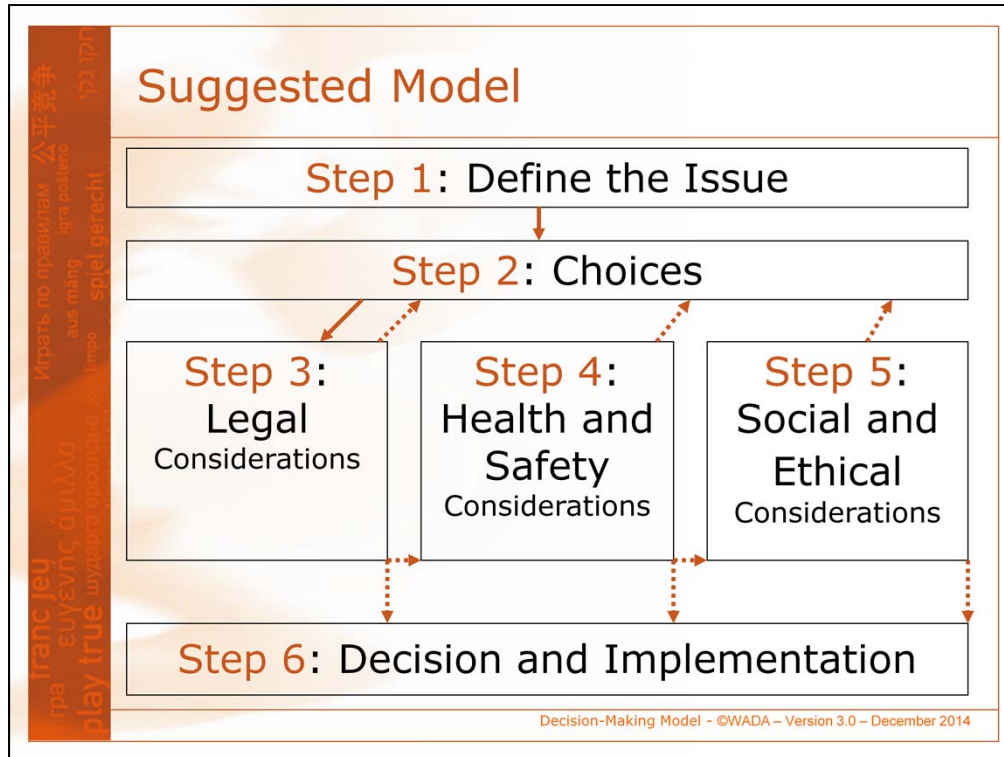 Suggested Model
Step 1: Define the Issue
Step 2: Choices
Step 3:
Legal
Considerations
Step 4:
Health and
Safety
Considerations
Step 5:
Social and
Ethical
Considerations
Step 6: Decision and Implementation
Decision-Making Model - ©WADA – Version 3.0 – December 2014
公平竞争
Играть по правилам
igra pošteno
aus mäng
spiel gerecht
franc jeu
ευγενής άμιλλα
play true